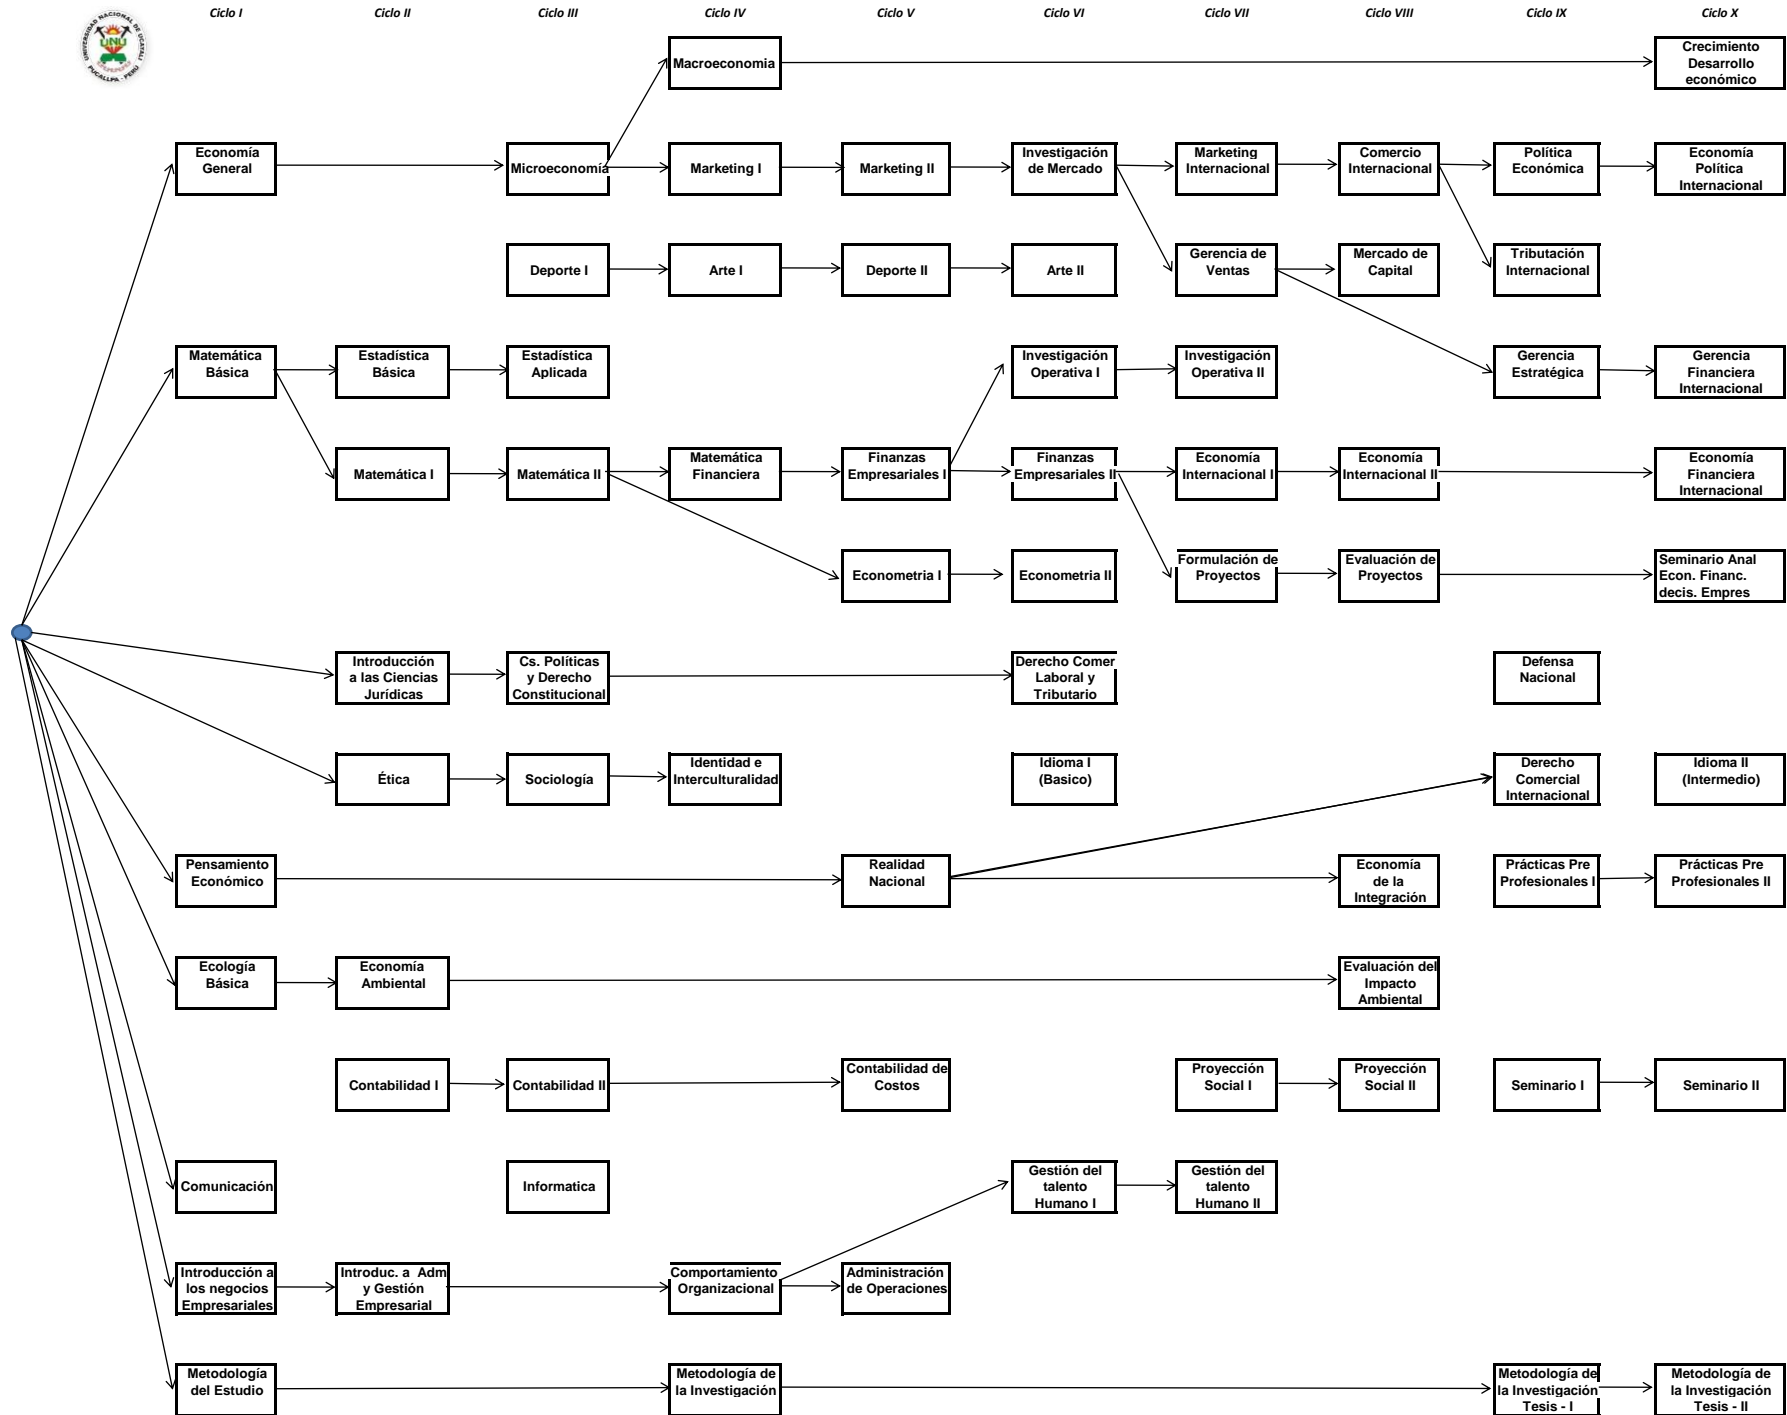 Ciclo I
Ciclo II
Ciclo III
Ciclo IV
Ciclo V
Ciclo VI
Ciclo VII
Ciclo VIII
Ciclo IX
Ciclo X
UNIVERSIDAD NACIONAL DE UCAYALI
UNU
PUCALLPA - PERÚ
Macroeconomia
Crecimiento
Desarrollo
económico
Economía
General
Microeconomía
Marketing I
Marketing II
Investigación
de Mercado
Marketing
Internacional
Comercio
Internacional
Política
Económica
Economía
Política
Internacional
Deporte I
Arte I
Deporte II
Arte II
Gerencia de
Ventas
Mercado de
Capital
Tributación
Internacional
Matemática
Básica
Estadística
Básica
Estadística
Aplicada
Investigación
Operativa I
Investigación
Operativa II
Gerencia
Estratégica
Gerencia
Financiera
Internacional
Matemática I
Matemática II
Matemática
Financiera
Finanzas
Empresariales I
Finanzas
Empresariales II
Economía
Internacional I
Economía
Internacional II
Economía
Financiera
Internacional
Econometria I
Econometria II
Formulación de
Proyectos
Evaluación de
Proyectos
Seminario Anal
Econ. Financ.
decis. Empres
Introducción
a las Ciencias
Jurídicas
Cs. Políticas
y Derecho
Constitucional
Derecho Comer
Laboral y
Tributario
Defensa
Nacional
Ética
Sociología
Identidad e
Interculturalidad
Idioma I
(Basico)
Derecho
Comercial
Internacional
Idioma II
(Intermedio)
Pensamiento
Económico
Realidad
Nacional
Economía
de la
Integración
Prácticas Pre
Profesionales I
Prácticas Pre
Profesionales II
Ecología
Básica
Economía
Ambiental
Evaluación del
Impacto
Ambiental
Contabilidad I
Contabilidad II
Contabilidad de
Costos
Proyección
Social I
Proyección
Social II
Seminario I
Seminario II
Comunicación
Informatica
Gestión del
talento
Humano I
Gestión del
talento
Humano II
Introducción a
los negocios
Empresariales
Introduc. a Adm
y Gestión
Empresarial
Comportamiento
Organizacional
Administración
de Operaciones
Metodología
del Estudio
Metodología de
la Investigación
Metodología de
la Investigación
Tesis - I
Metodología de
la Investigación
Tesis - II